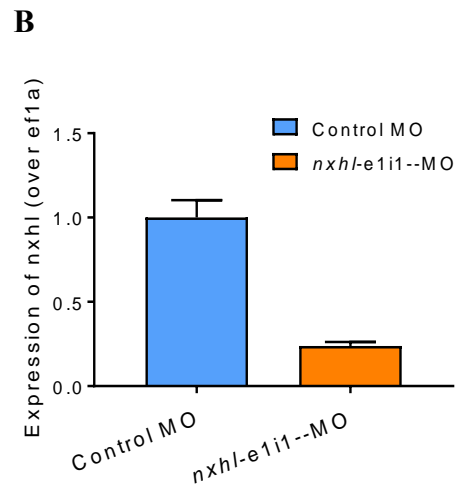 B
Control MO
nxhl-e1i1--MO
Expression of nxhl (over ef1a)
1.5
1.0
0.5
0.0
Control MO
nxhl-e1i1--MO